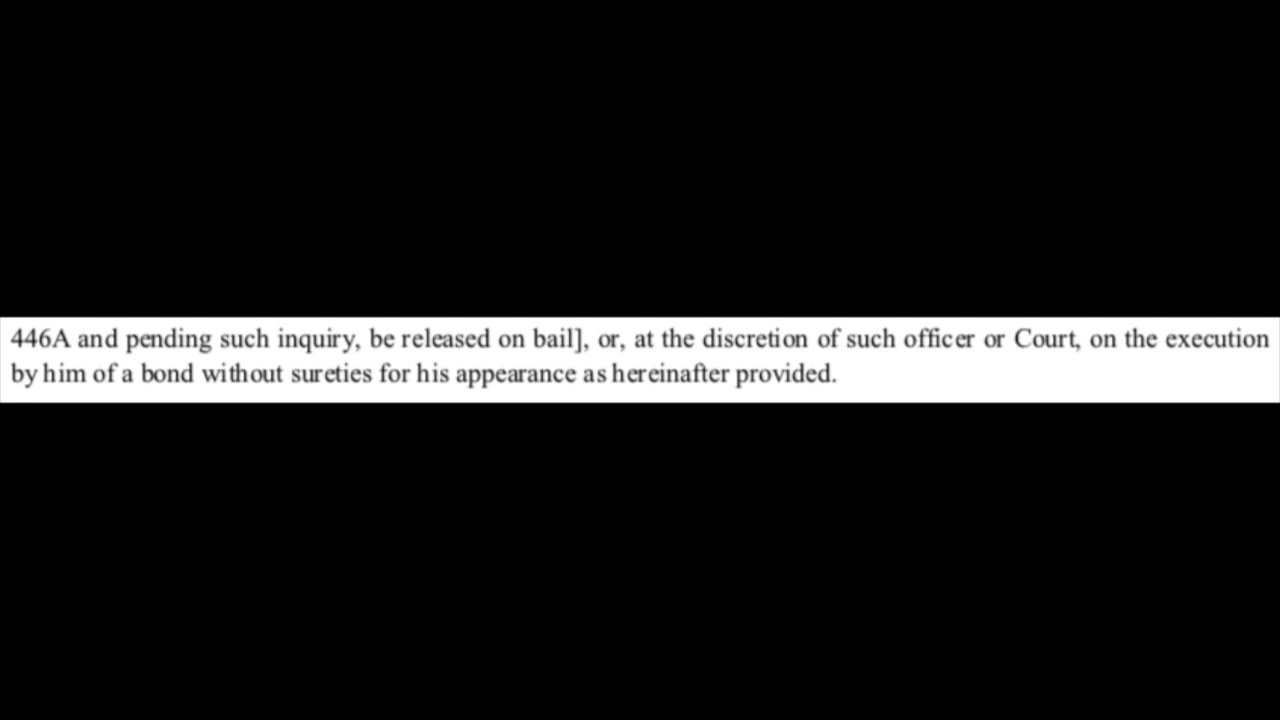 446A and pending such inquiry, be released on bail], or, at the discretion of such officer or Court, on the execution
by him of a bond without sureties for his appearance as hereinafter provided.